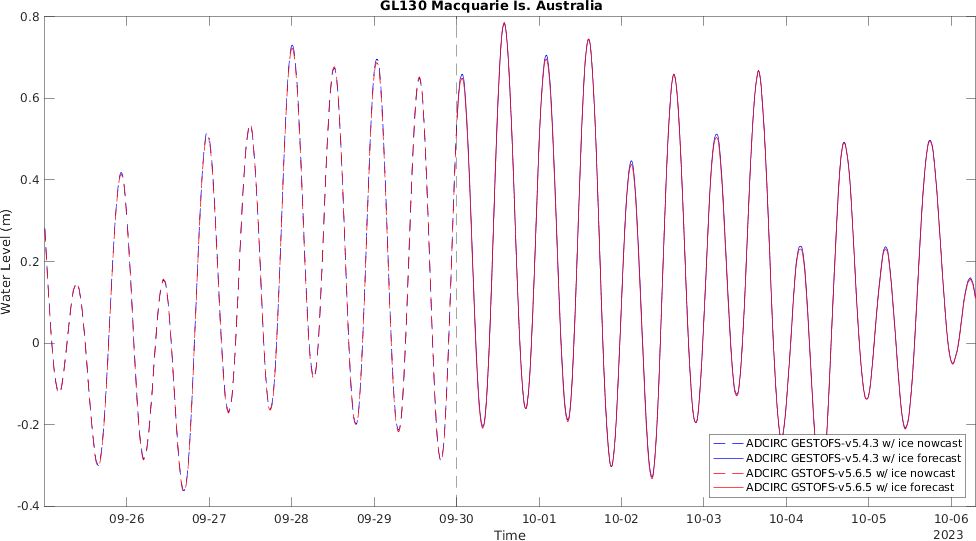 GL130 Macquarie Is. Australia
0.8
0.6
0.4
0.2
0
-0.2
-0.4
Water Level (m)
ADCIRC GESTOFS-v5.4.3 w/ ice nowcast
ADCIRC GSTOFS-v5.4.3 w/ ice forecast
ADCIRC GSTOFS-v5.6.5 w/ ice nowcast
ADCIRC GSTOFS-v5.6.5 w/ ice forecast
09-26 09-27 09-28 09-29 09-30 10-01 10-02 10-03 10-04 10-05 10-06
2023
Time